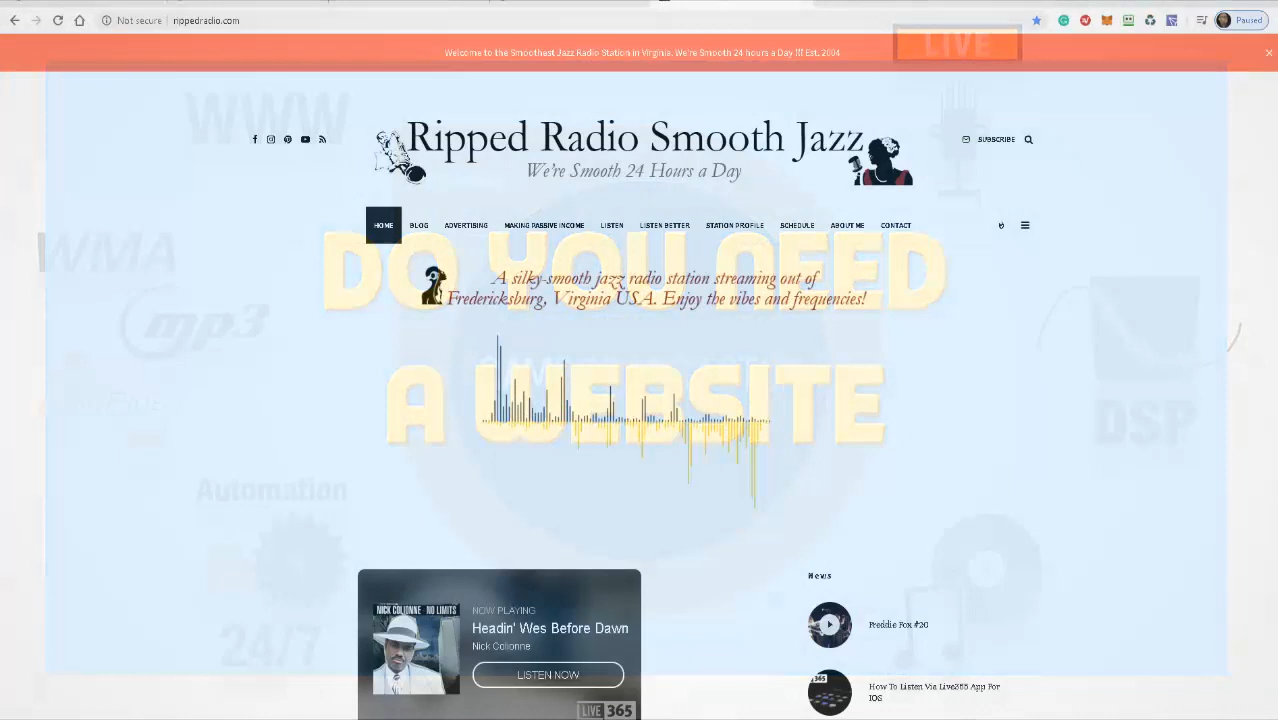 Not secure
rippedradio.com
Paused
LIVE
Welcome to the Smoothest Jazz Radio Station in Virginia. We're Smooth 24 hours a Day !!! Est. 2004
WWW
Ripped Radio Smooth Jazz
We're Smooth 24 Hours a Day
SUBSCRIBE
HOME BLOG ADVERTISING MAKING PASSIVE INCOME LISTEN LISTEN BETTER STATION PROFILE SCHEDULE ABOUT ME CONTACT
WMA
DO YOU NEED
A silky-smooth jazz radio station streaming out of
Fredericksburg, Virginia USA. Enjoy the vibes and frequencies!
mp3
A WEBSITE
DSP
Automation
24/7
NICK COLIONNE NO LIMITS
NOW PLAYING
Headin' Wes Before Dawn
Nick Colionne
LISTEN NOW
LIVE 365
News
Freddie Fox #20
365
How To Listen Via Live365 App For
IOS